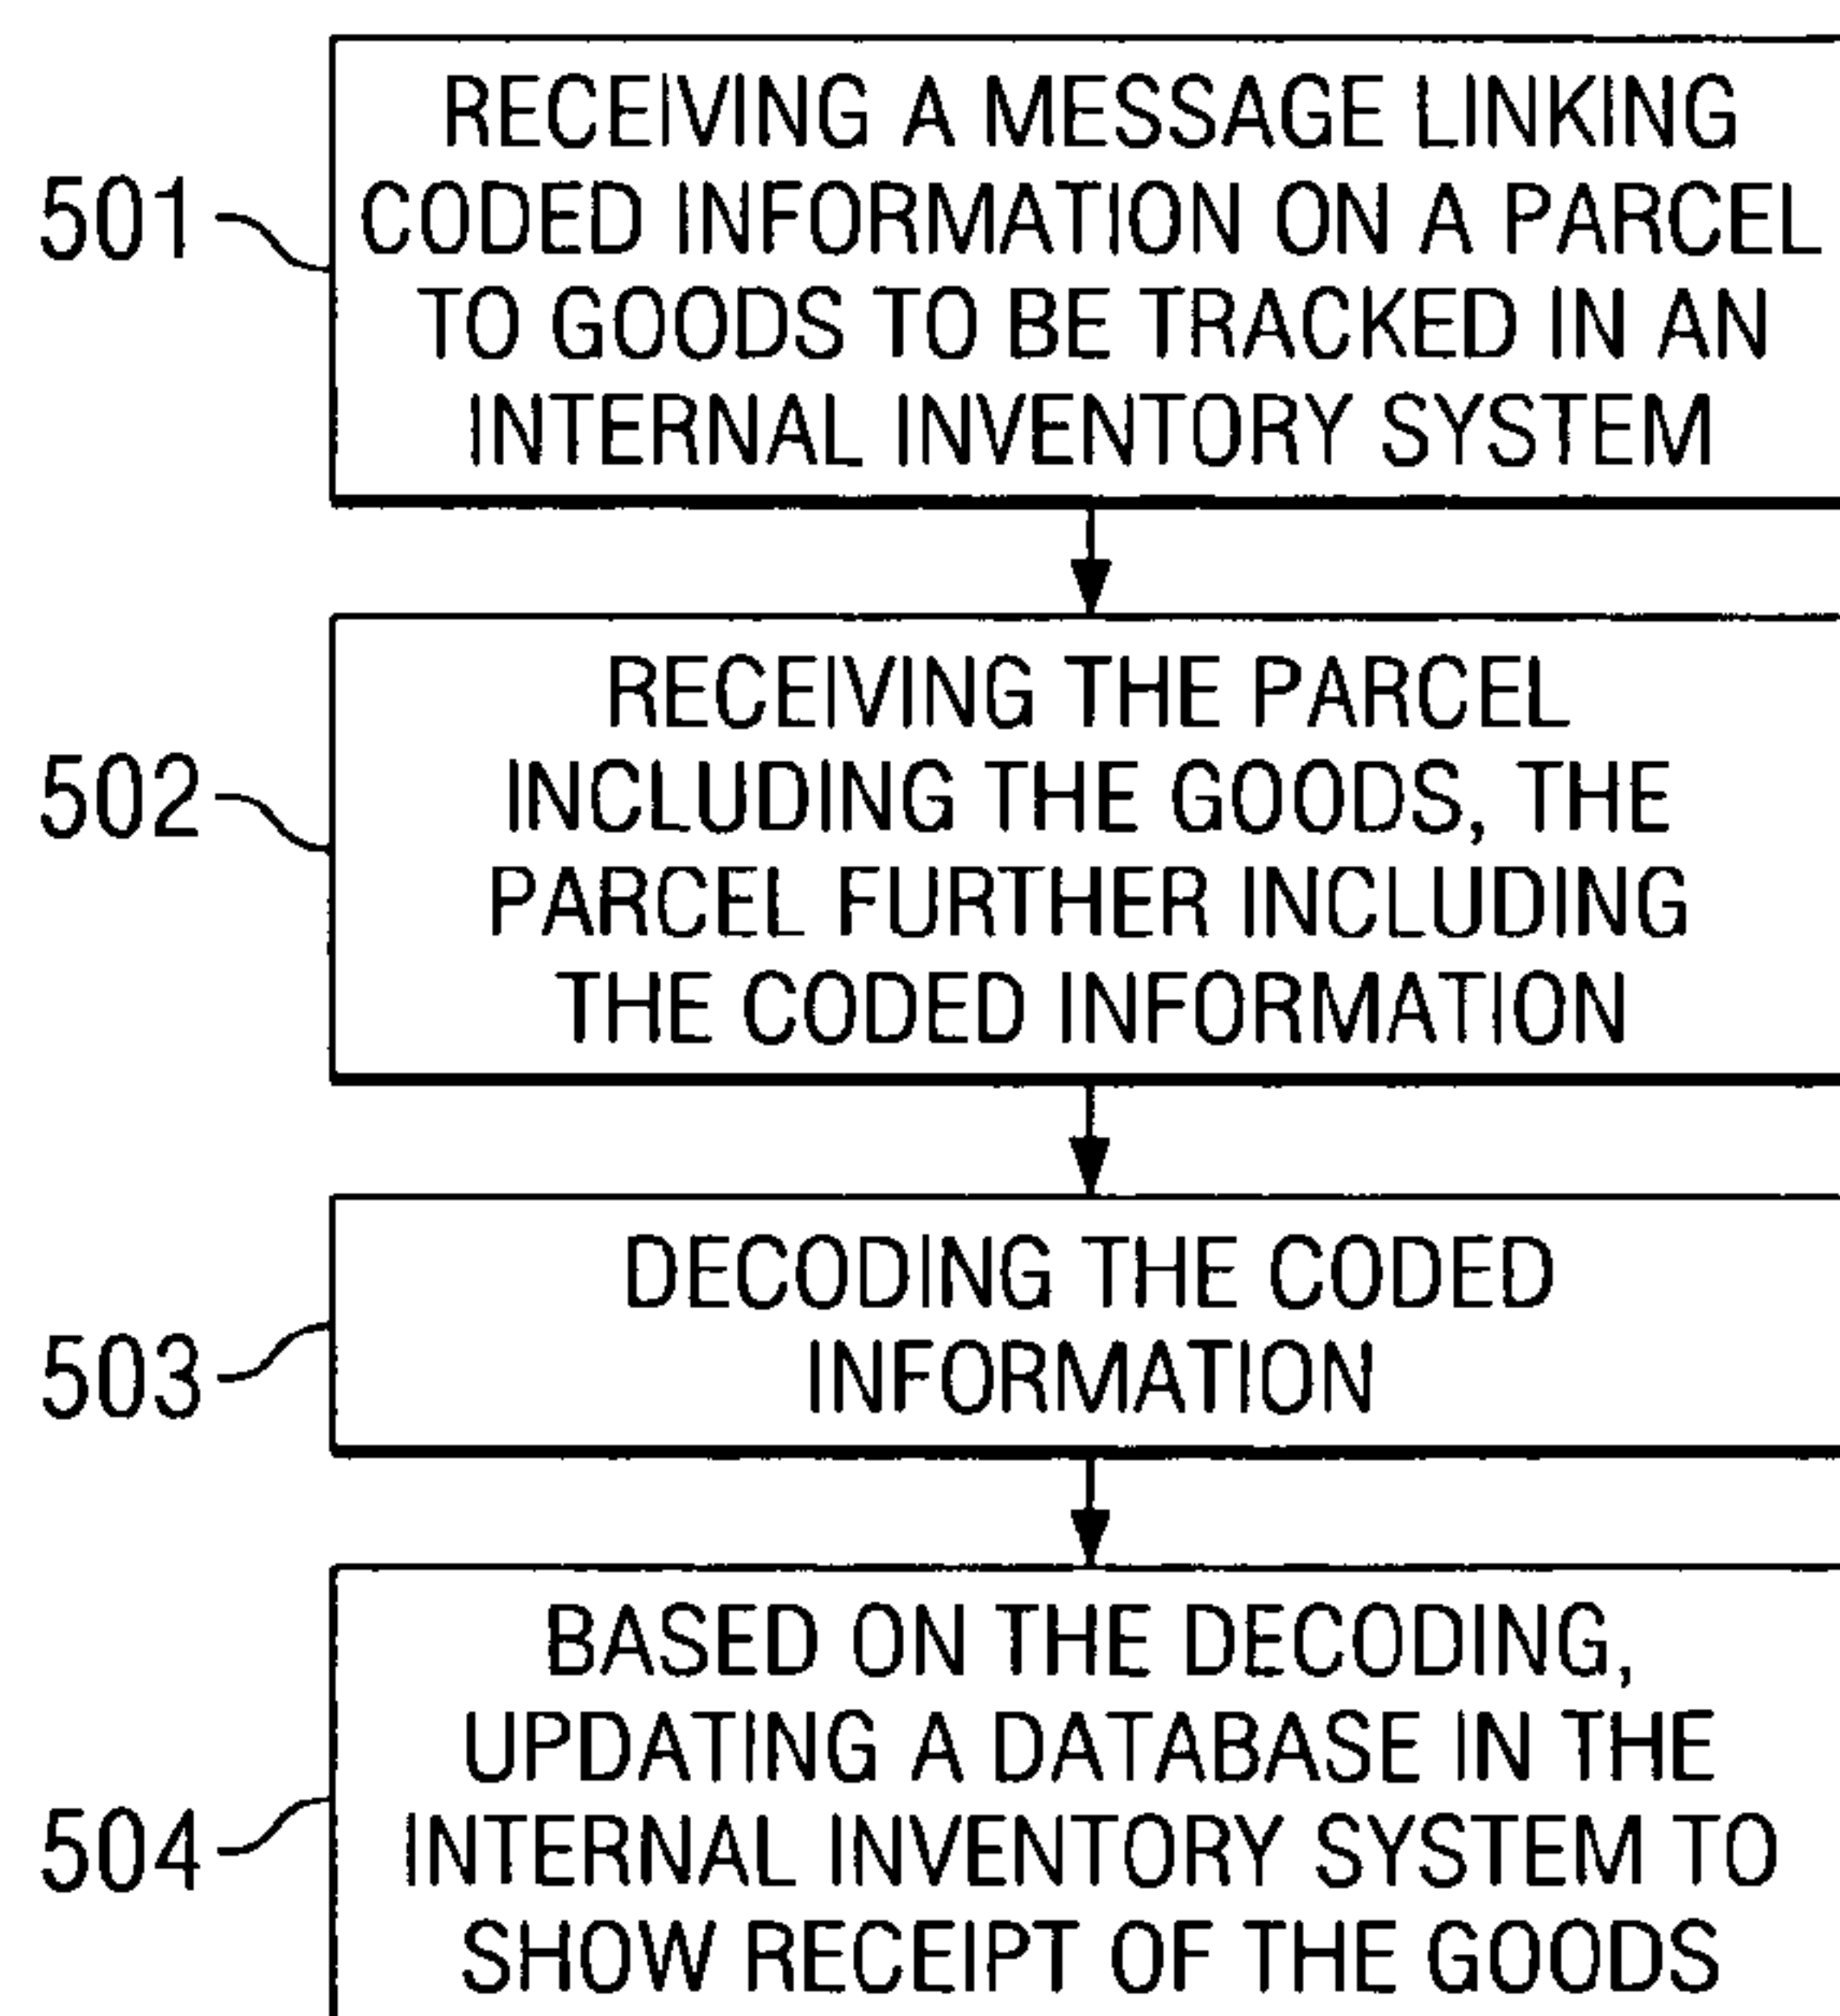 501
RECEIVING A MESSAGE LINKING
CODED INFORMATION ON A PARCEL
TO GOODS TO BE TRACKED IN AN
INTERNAL INVENTORY SYSTEM
502
RECEIVING THE PARCEL
INCLUDING THE GOODS, THE
PARCEL FURTHER INCLUDING
THE CODED INFORMATION
503
DECODING THE CODED
INFORMATION
504
BASED ON THE DECODING,
UPDATING A DATABASE IN THE
INTERNAL INVENTORY SYSTEM TO
SHOW RECEIPT OF THE GOODS